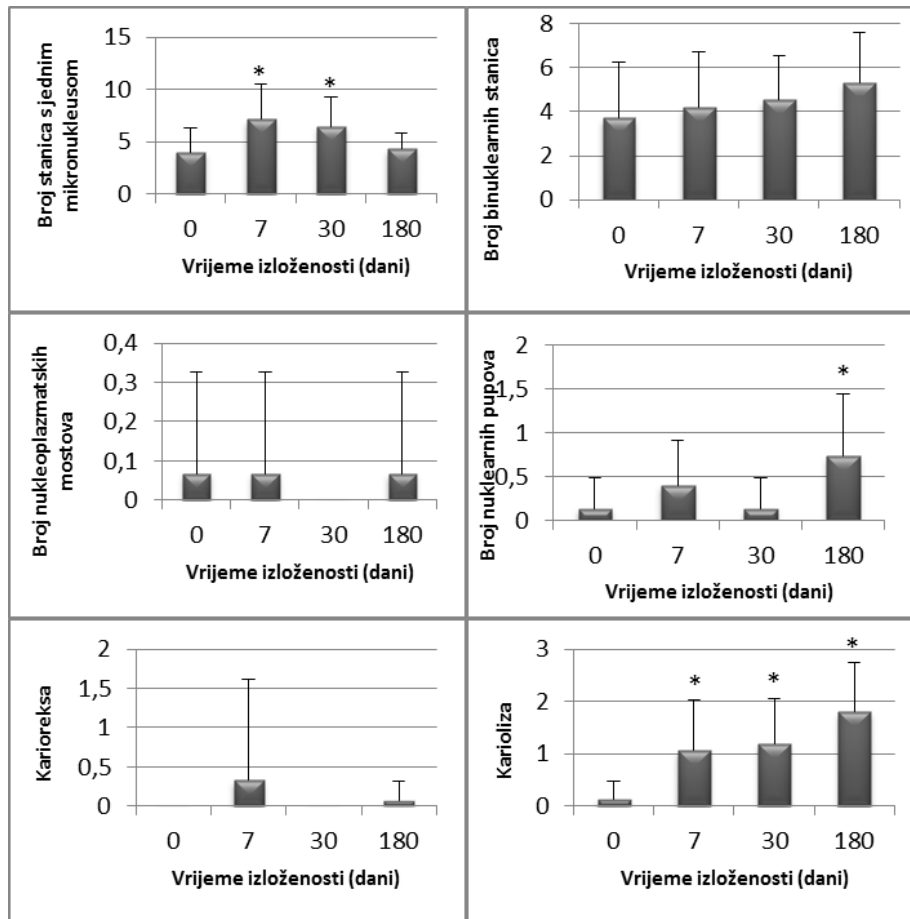 Broj stanica s jednim
mikronukleusom
15
10
5
0
* *
0 7 30 180
Vrijeme izloženosti (dani)
Broj binuklearnih stanica
8
6
4
2
0
0 7 30 180
Vrijeme izloženosti (dani)
Broj nukleoplazmatskih
mostova
0,4
0,3
0,2
0,1
0
0 7 30 180
Vrijeme izloženosti (dani)
Broj nuklearnih pupova
2
1,5
1
0,5
0
*
0 7 30 180
Vrijeme izloženosti (dani)
Karioreksa
2
1,5
1
0,5
0
0 7 30 180
Vrijeme izloženosti (dani)
Karioliza
3
2
1
0
* * *
0 7 30 180
Vrijeme izloženosti (dani)